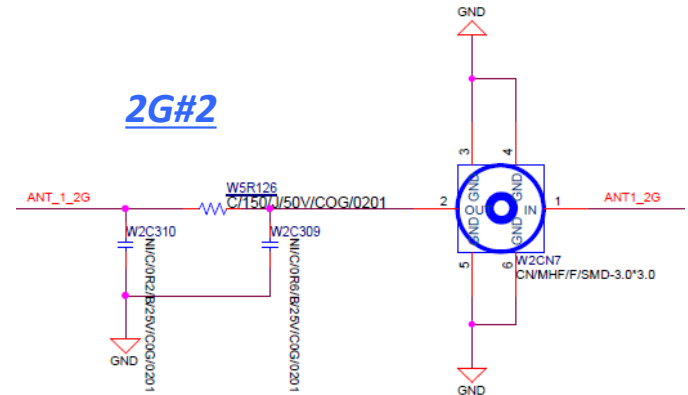 GND
2G#2
3
4
GND
GND
ANT_1_2G
W5R126
C/150/J/50V/COG/0201
2
OUT
IN
1
ANT1_2G
W2C310
NI/C/0R2/B/25V/C0G/0201
W2C309
NI/C/0R6/B/25V/C0G/0201
GND
GND
5
6
W2CN7
CN/MHF/F/SMD-3.0*3.0
GND
GND